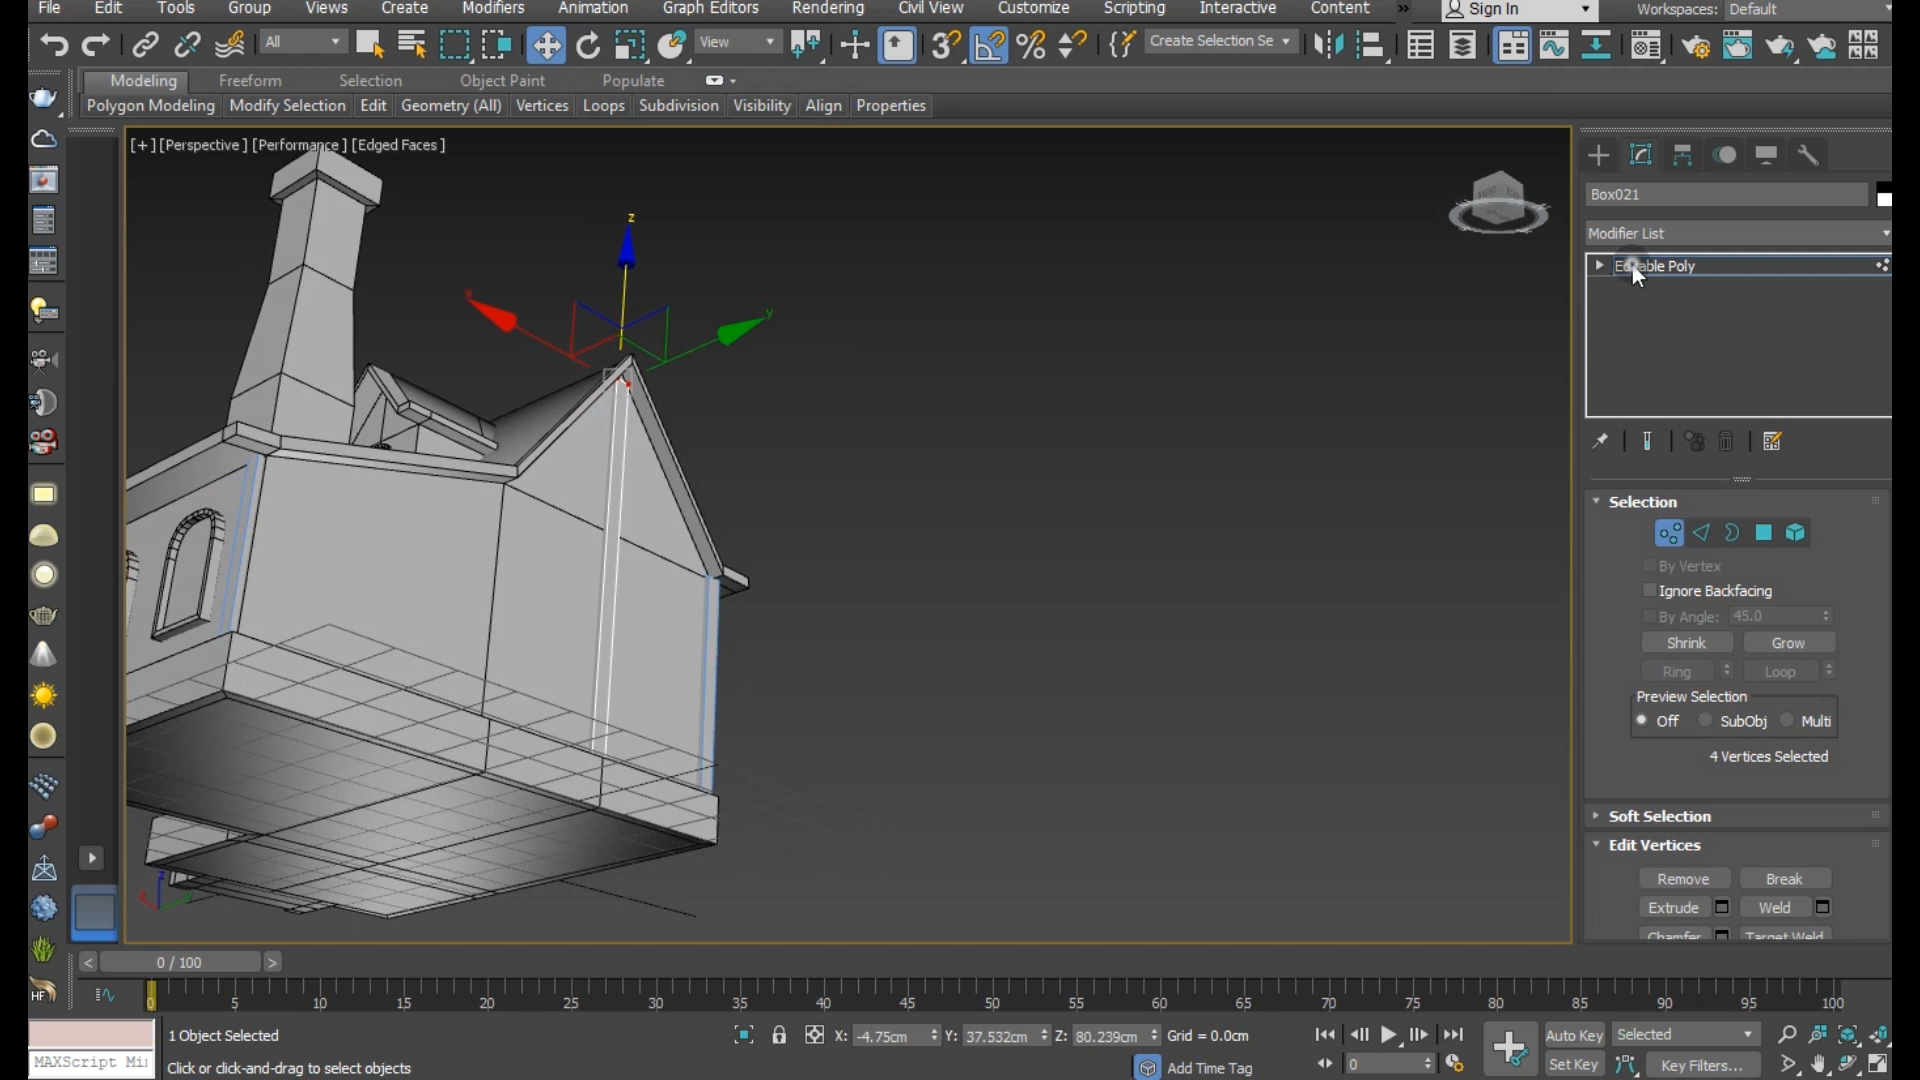 File Edit Tools Group Views Create Modifiers Animation Graph Editors Rendering Civil View Customize Scripting Interactive Content » Sign In Workspaces: Default
All View Create Selection Se
Modeling Freeform Selection Object Paint Populate
Polygon Modeling Modify Selection Edit Geometry (All) Vertices Loops Subdivision Visibility Align Properties
[+] [Perspective] [Performance] [Edged Faces]
Box021
Modifier List
Editable Poly
z
x
y
Selection
By Vertex
Ignore Backfacing
By Angle: 45.0
Shrink Grow
Ring Loop
Preview Selection
Off SubObj Multi
4 Vertices Selected
Soft Selection
Edit Vertices
Remove Break
Extrude Weld
Chamfer Target Weld
z
y
< 0 / 100 >
0 5 10 15 20 25 30 35 40 45 50 55 60 65 70 75 80 85 90 95 100
HF
1 Object Selected X: -4.75cm Y: 37.532cm Z: 80.239cm Grid = 0.0cm Auto Key Selected
MAXScript Mi Click or click-and-drag to select objects Add Time Tag 0 Set Key Key Filters...